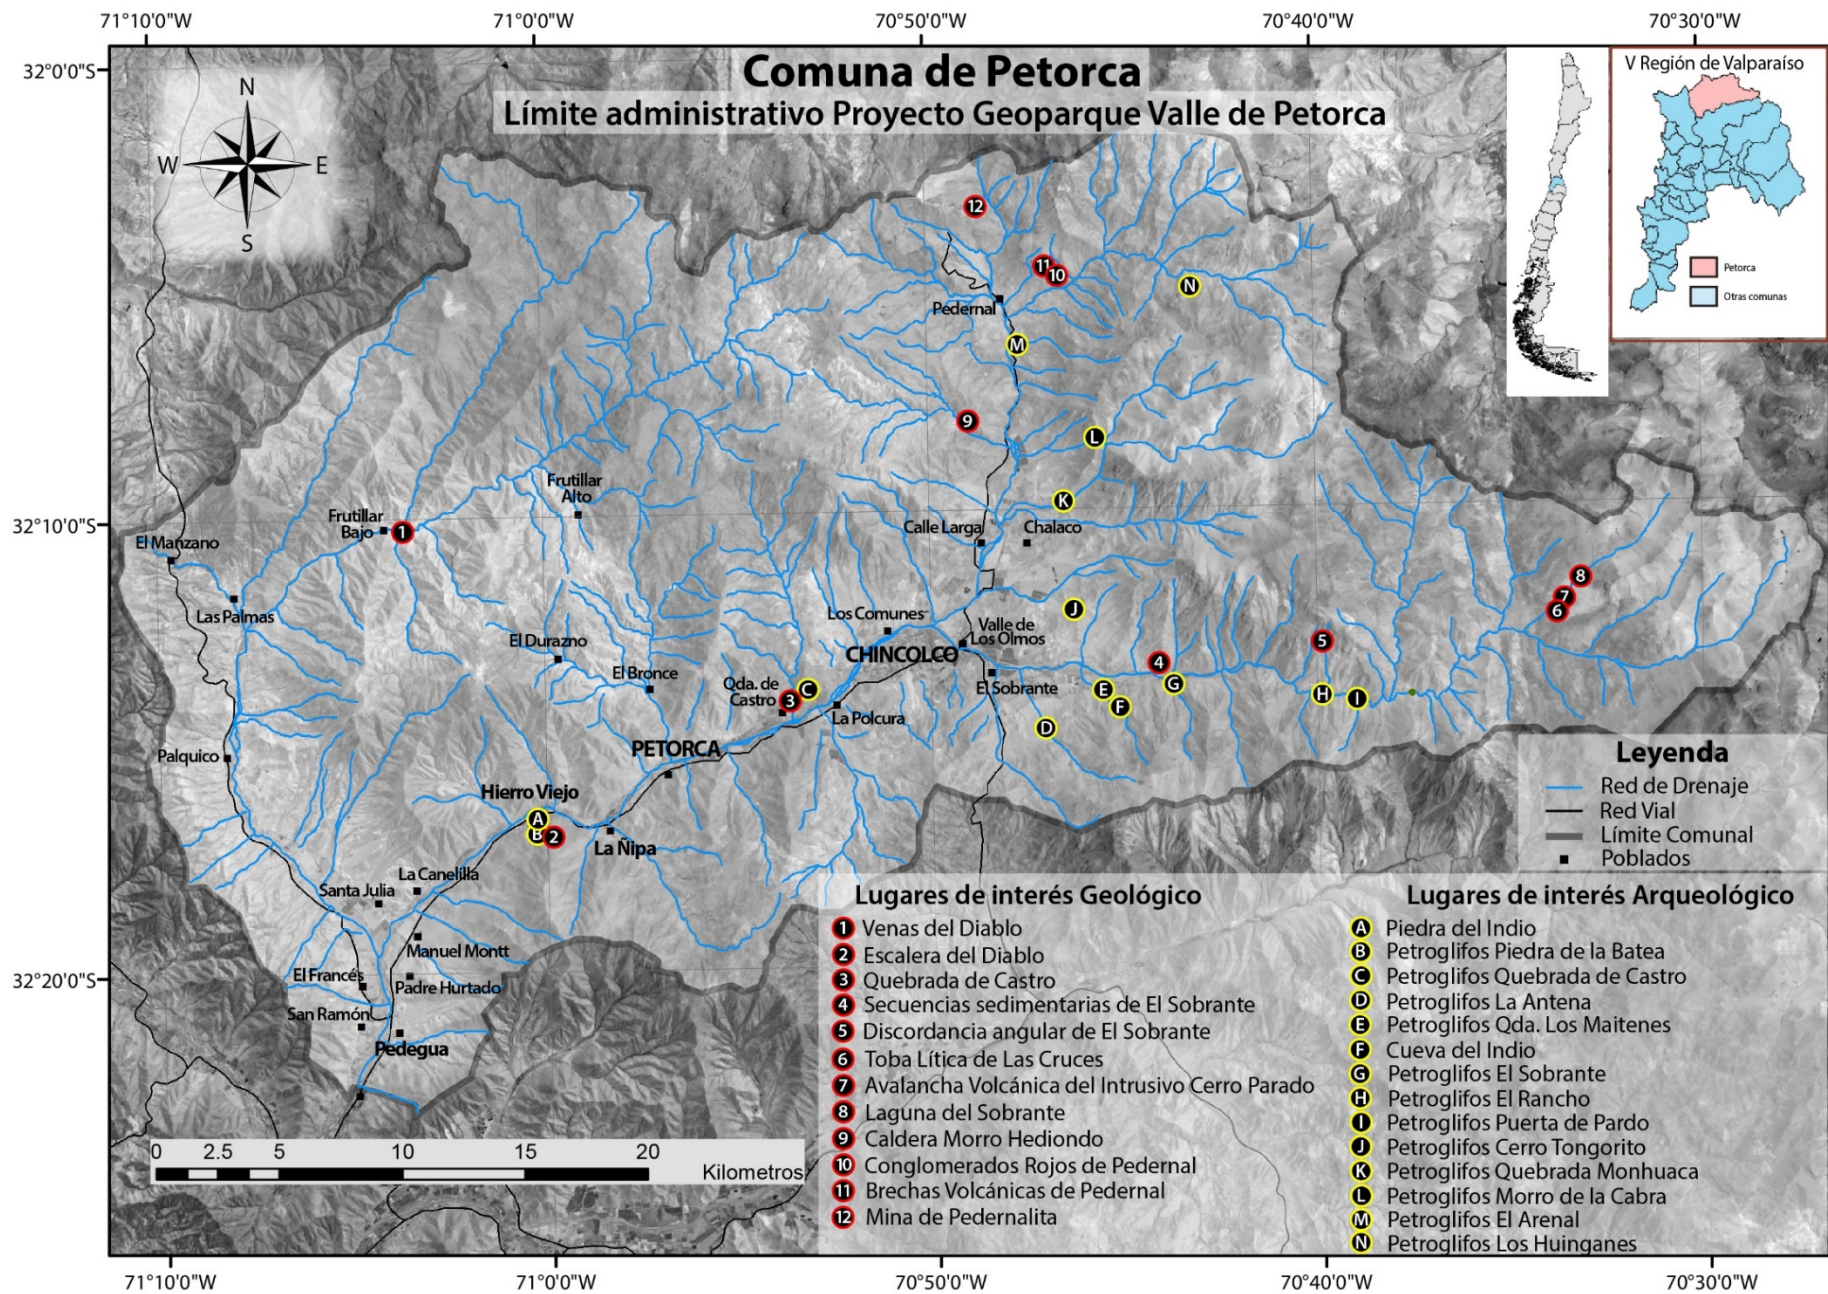 71°10'0"W
71°0'0"W
70°50'0"W
70°40'0"W
70°30'0"W
32°0'0"S
32°10'0"S
32°20'0"S
Comuna de Petorca
Límite administrativo Proyecto Geoparque Valle de Petorca
N
W
E
S
V Región de Valparaíso
Petorca
Otras comunas
12
11
10
N
Pedernal
M
9
L
K
Frutillar
Alto
Frutillar
Bajo
1
El Manzano
Calle Larga
Chalaco
Las Palmas
8
7
6
J
Los Comunes
Valle de
Los Olmos
El Durazno
CHINCOLCO
5
4
El Bronce
Qda. de
Castro
3
C
El Sobrante
E
G
F
H
I
La Polcura
D
PETORCA
Palquico
Hierro Viejo
A
B
2
La Ñipa
La Canelilla
Santa Julia
Manuel Montt
El Francés
Padre Hurtado
San Ramón
Pedegua
Leyenda
Red de Drenaje
Red Vial
Límite Comunal
Poblados
Lugares de interés Geológico
1 Venas del Diablo
2 Escalera del Diablo
3 Quebrada de Castro
4 Secuencias sedimentarias de El Sobrante
5 Discordancia angular de El Sobrante
6 Toba Lítica de Las Cruces
7 Avalancha Volcánica del Intrusivo Cerro Parado
8 Laguna del Sobrante
9 Caldera Morro Hediondo
10 Conglomerados Rojos de Pedernal
11 Brechas Volcánicas de Pedernal
12 Mina de Pedernalita
Lugares de interés Arqueológico
A Piedra del Indio
B Petroglifos Piedra de la Batea
C Petroglifos Quebrada de Castro
D Petroglifos La Antena
E Petroglifos Qda. Los Maitenes
F Cueva del Indio
G Petroglifos El Sobrante
H Petroglifos El Rancho
I Petroglifos Puerta de Pardo
J Petroglifos Cerro Tongorito
K Petroglifos Quebrada Monhuaca
L Petroglifos Morro de la Cabra
M Petroglifos El Arenal
N Petroglifos Los Huinganes
0 2.5 5 10 15 20
Kilometros
71°10'0"W
71°0'0"W
70°50'0"W
70°40'0"W
70°30'0"W